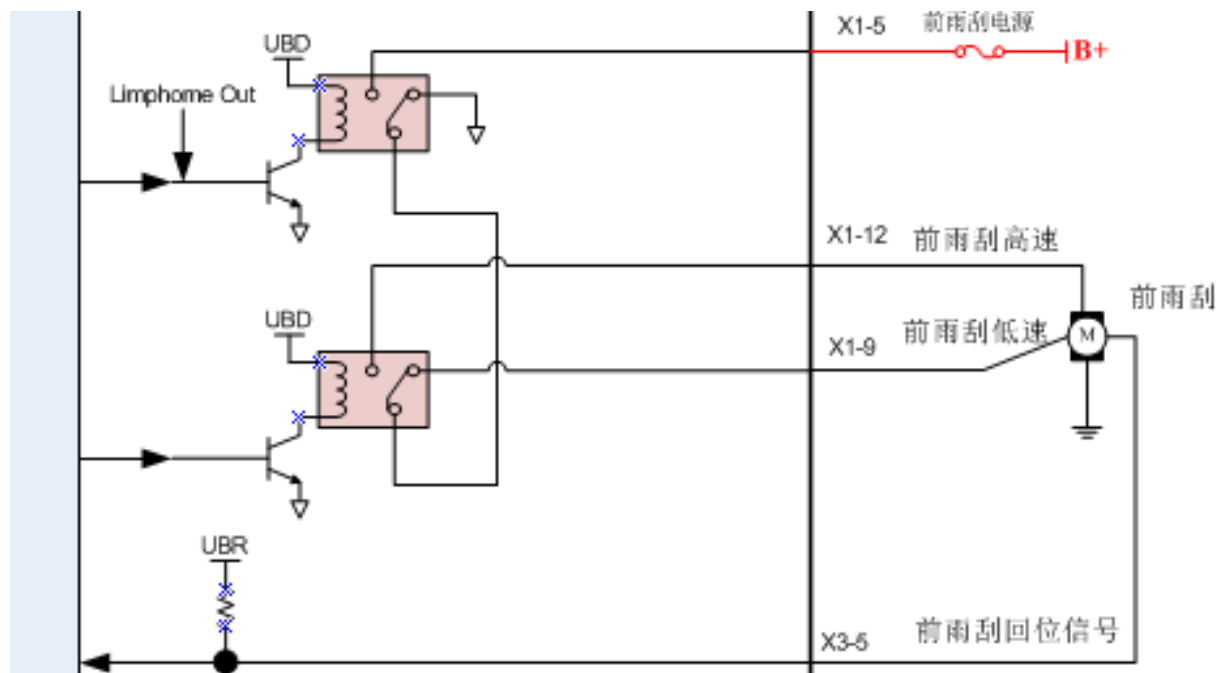 X1-5 前雨刮电源
UBD
B+
Limphome Out
X1-12 前雨刮高速
前雨刮
UBD
前雨刮低速
M
X1-9
UBR
X3-5 前雨刮回位信号